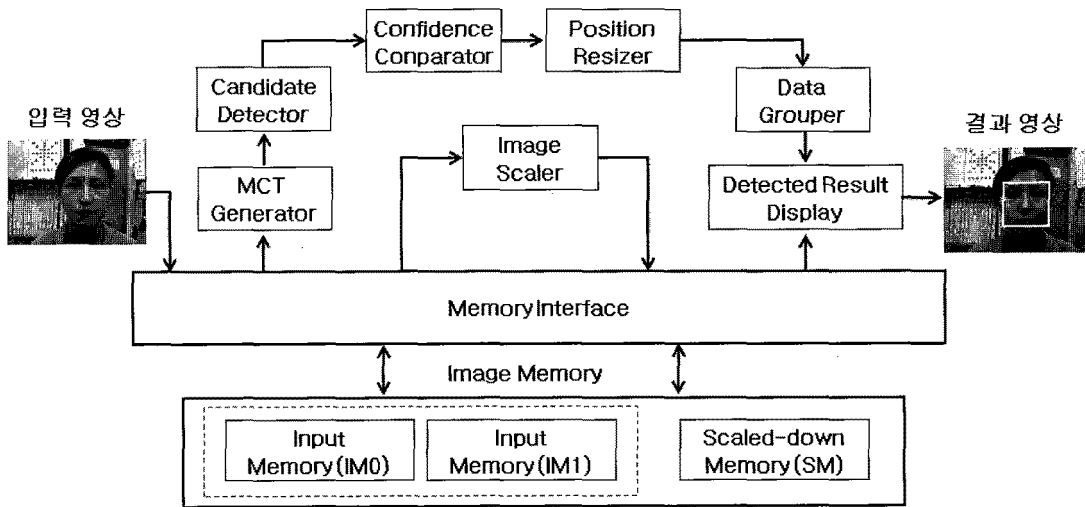 Confidence
Conparator
Position
Resizer
Candidate
Detector
Data
Grouper
입력 영상
결과 영상
Image
Scaler
MCT
Generator
Detected Result
Display
Memory Interface
Image Memory
Input
Memory(IM0)
Input
Memory(IM1)
Scaled-down
Memory(SM)